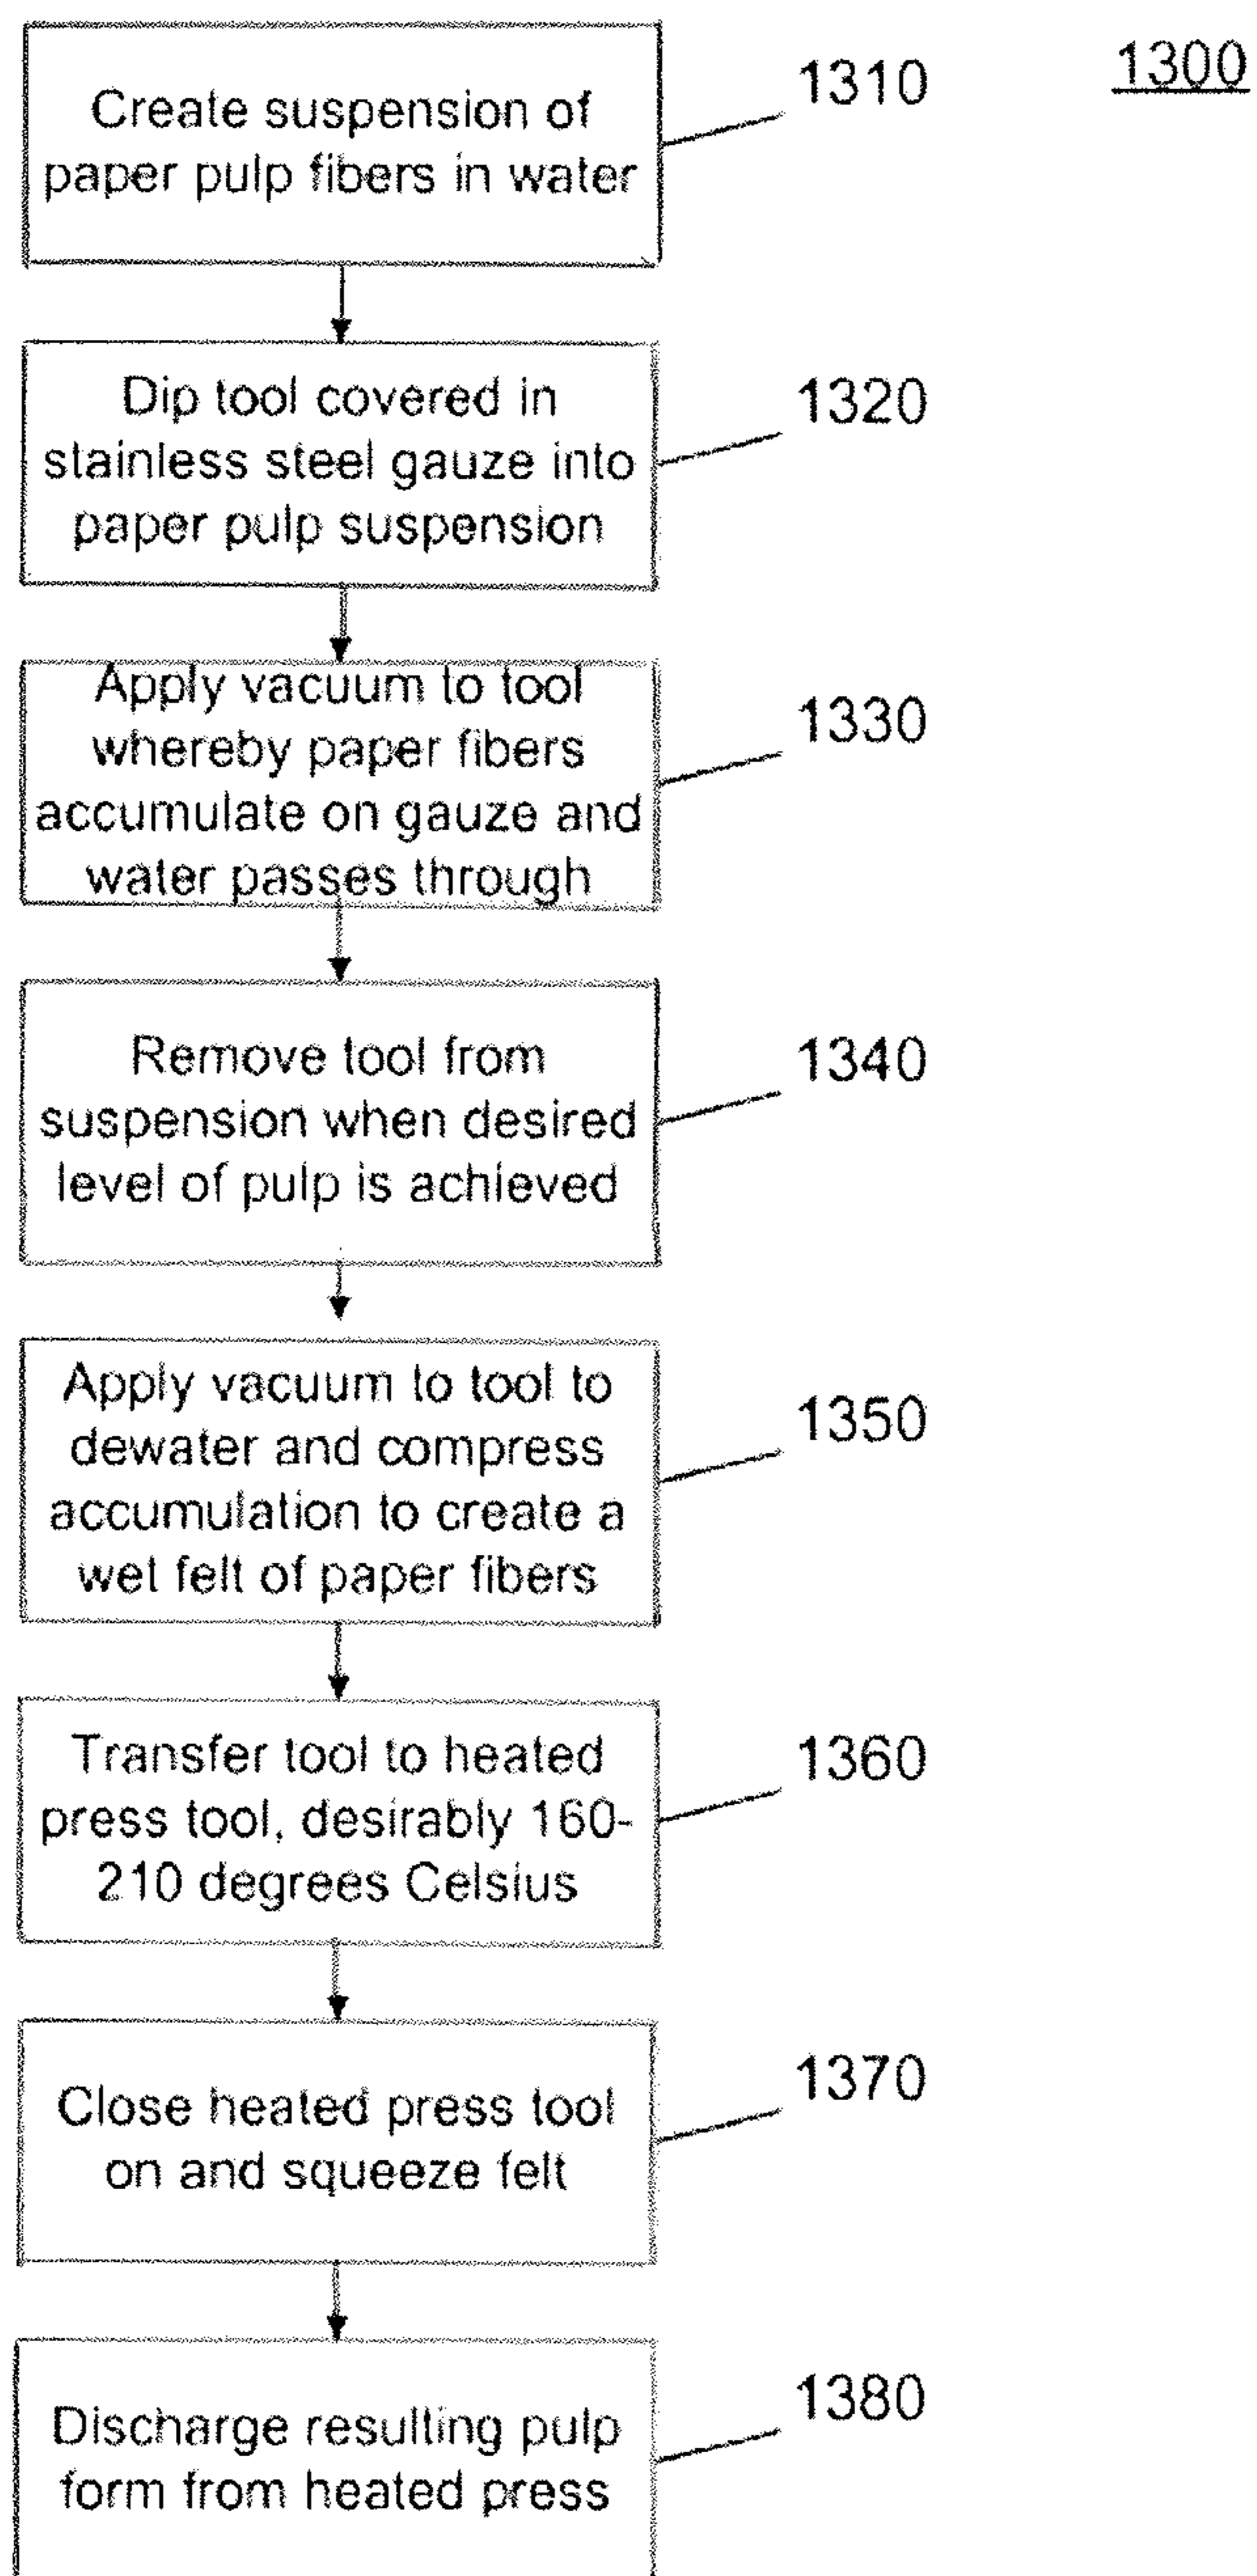 1300
1310
Create suspension of
paper pulp fibers in water
1320
Dip tool covered in
stainless steel gauze into
paper pulp suspension
1330
Apply vacuum to tool
whereby paper fibers
accumulate on gauze and
water passes through
1340
Remove tool from
suspension when desired
level of pulp is achieved
1350
Apply vacuum to tool to
dewater and compress
accumulation to create a
wet felt of paper fibers
1360
Transfer tool to heated
press tool, desirably 160-
210 degrees Celsius
1370
Close heated press tool
on and squeeze felt
1380
Discharge resulting pulp
form from heated press